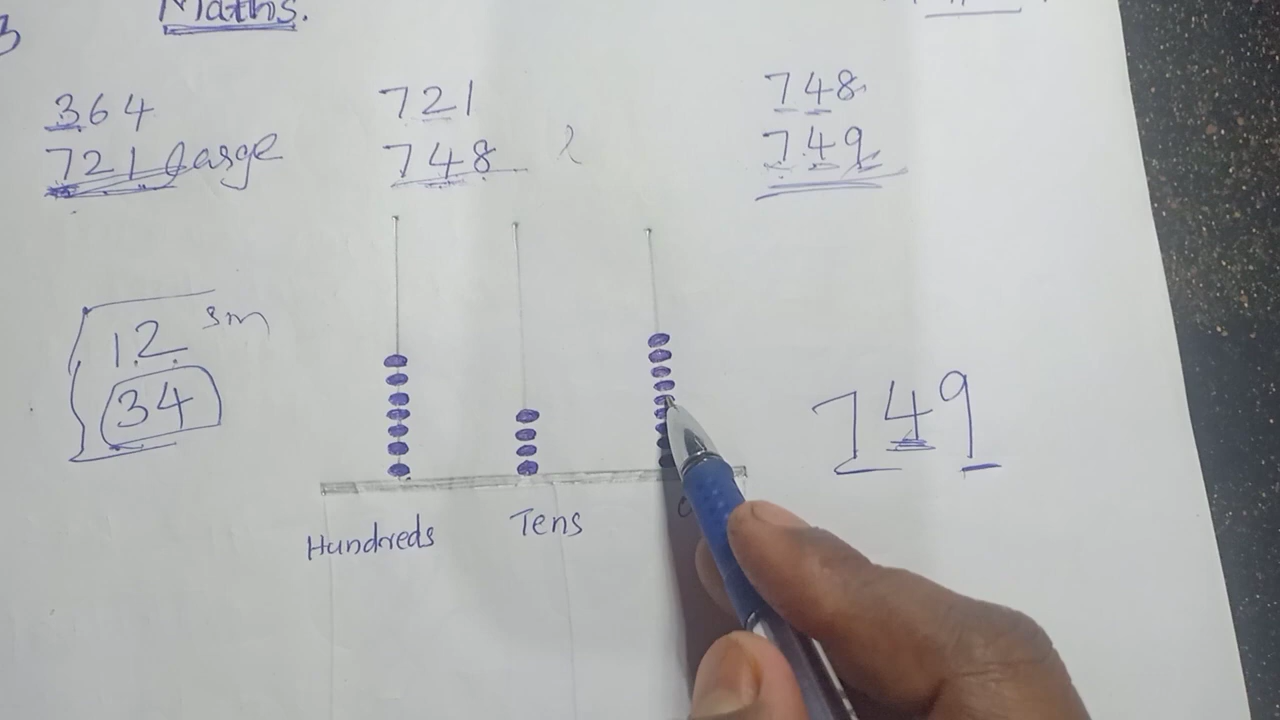 Maths.
364
721 large
721
748
748
749
12 sm
34
749
Hundreds
Tens